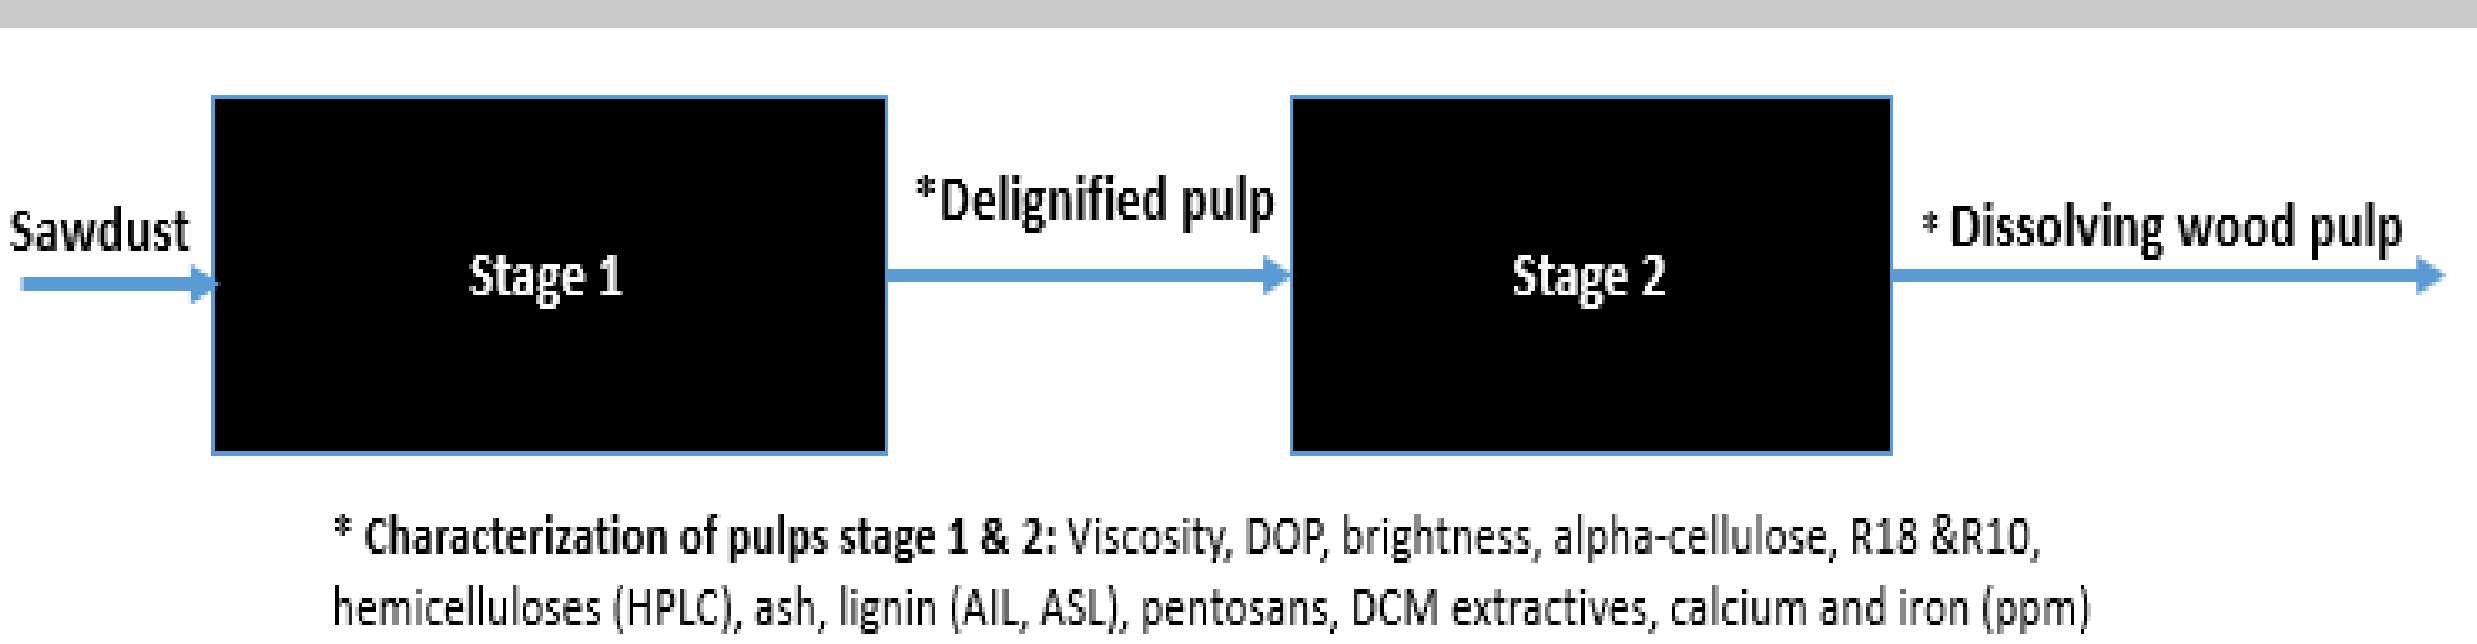 Sawdust
Stage 1
*Delignified pulp
Stage 2
* Dissolving wood pulp
* Characterization of pulps stage 1 & 2: Viscosity, DOP, brightness, alpha-cellulose, R18 &R10,
hemicelluloses (HPLC), ash, lignin (AIL, ASL), pentosans, DCM extractives, calcium and iron (ppm)